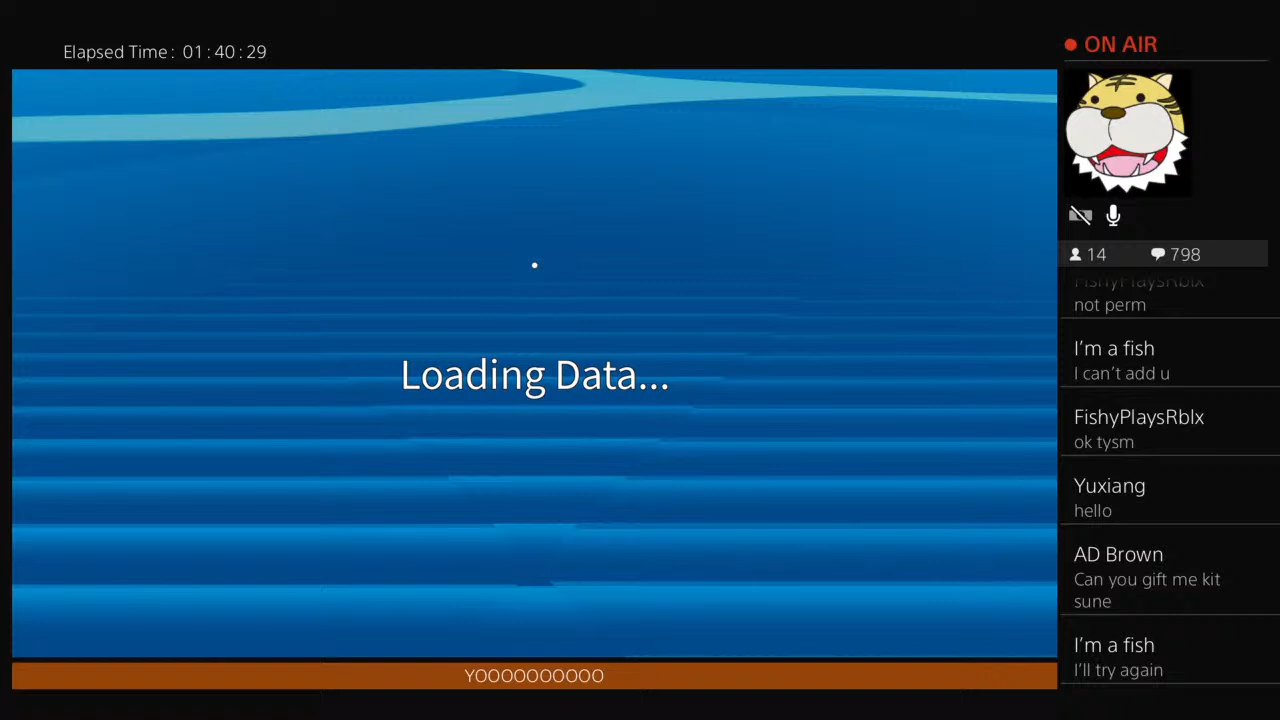 Elapsed Time: 01:40:29
ON AIR
14 798
FishyPlaysRblx
not perm
I'm a fish
I can't add u
FishyPlaysRblx
ok tysm
Yuxiang
hello
AD Brown
Can you gift me kit
sune
I'm a fish
I'll try again
Loading Data...
YOOOOOOOOOO